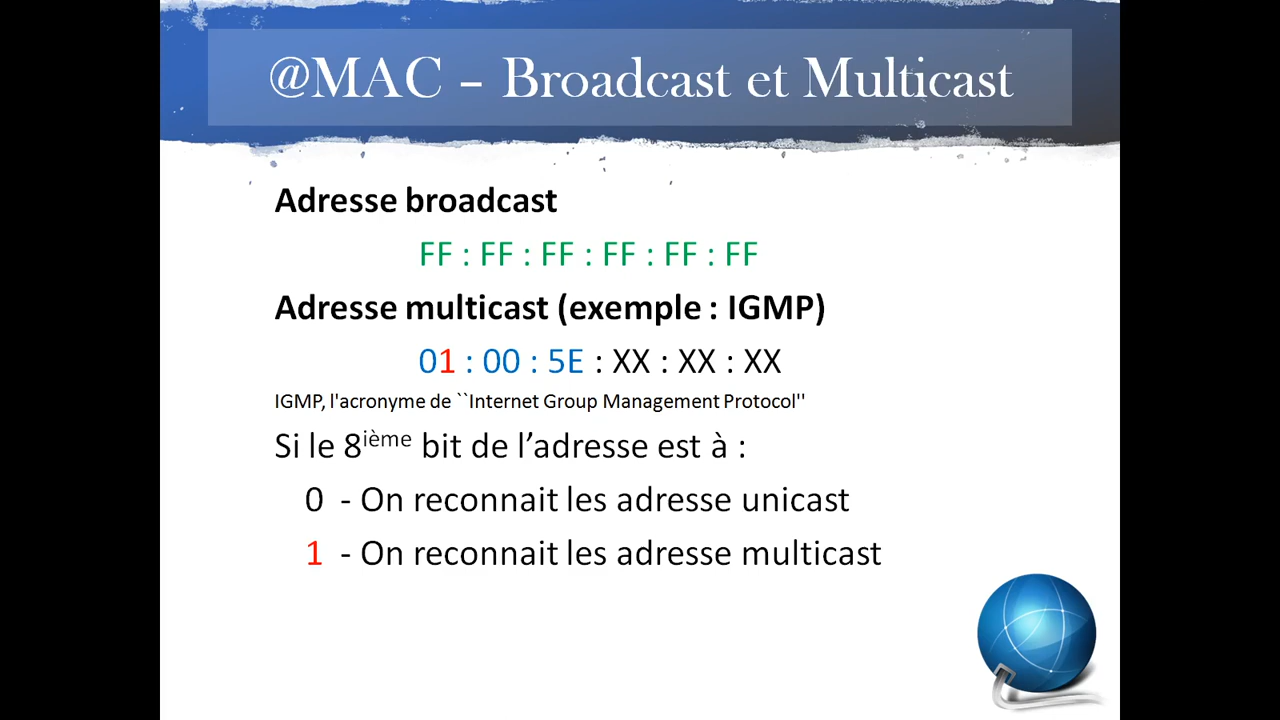 @MAC – Broadcast et Multicast
Adresse broadcast
FF : FF : FF : FF : FF : FF
Adresse multicast (exemple : IGMP)
01 : 00 : 5E : XX : XX : XX
IGMP, l'acronyme de ``Internet Group Management Protocol''
Si le 8ième bit de l’adresse est à :
0 - On reconnait les adresse unicast
1 - On reconnait les adresse multicast